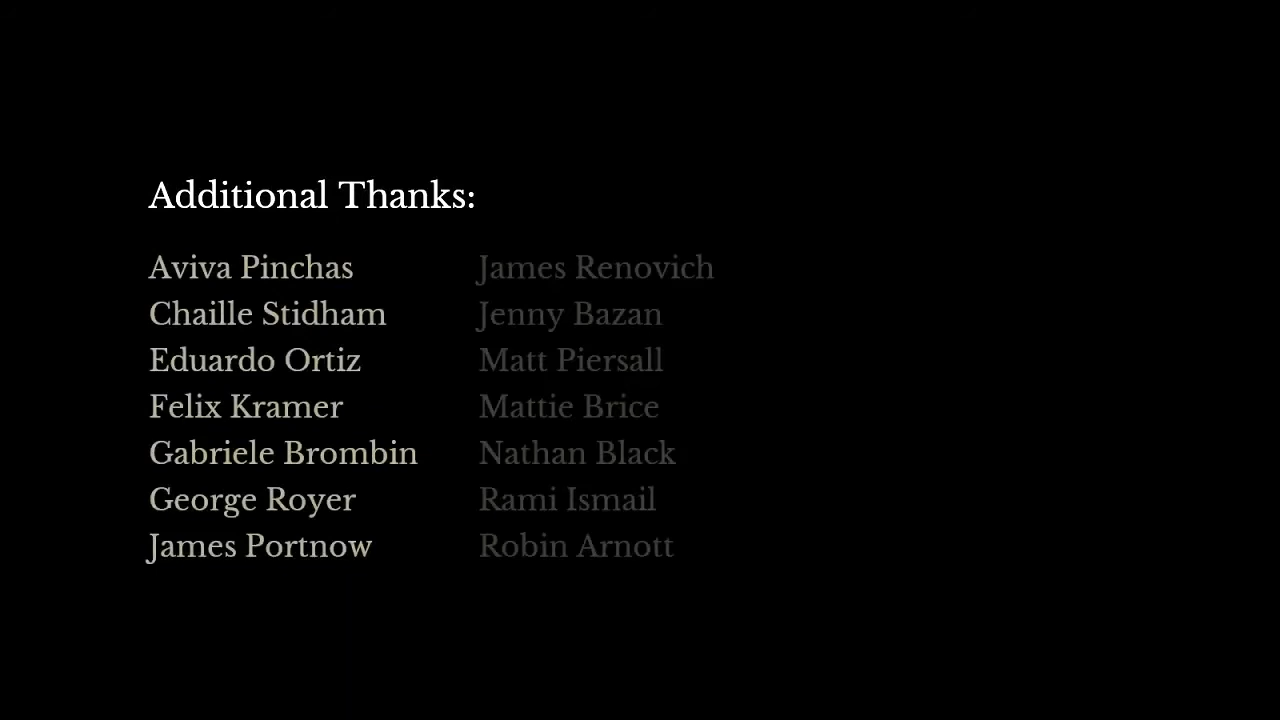 Additional Thanks:
Aviva Pinchas
Chaille Stidham
Eduardo Ortiz
Felix Kramer
Gabriele Brombin
George Royer
James Portnow
James Renovich
Jenny Bazan
Matt Piersall
Mattie Brice
Nathan Black
Rami Ismail
Robin Arnott